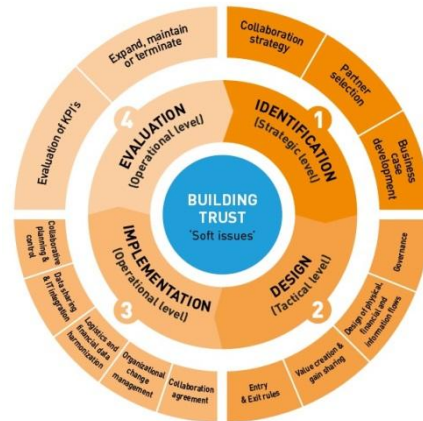 BUILDING
TRUST
'Soft issues'
1
IDENTIFICATION
(Strategic level)
Collaboration
strategy
Partner
selection
Business
case
development
2
DESIGN
(Tactical level)
Governance
Design of physical,
financial and
information flows
Value creation &
gain sharing
Entry
& Exit rules
3
IMPLEMENTATION
(Operational level)
Collaboration
agreement
Organizational
change
management
Logistics and
financial data
harmonization
Data sharing
& IT integration
Collaborative
planning &
control
4
EVALUATION
(Operational level)
Evaluation of KPI's
Expand, maintain
or terminate